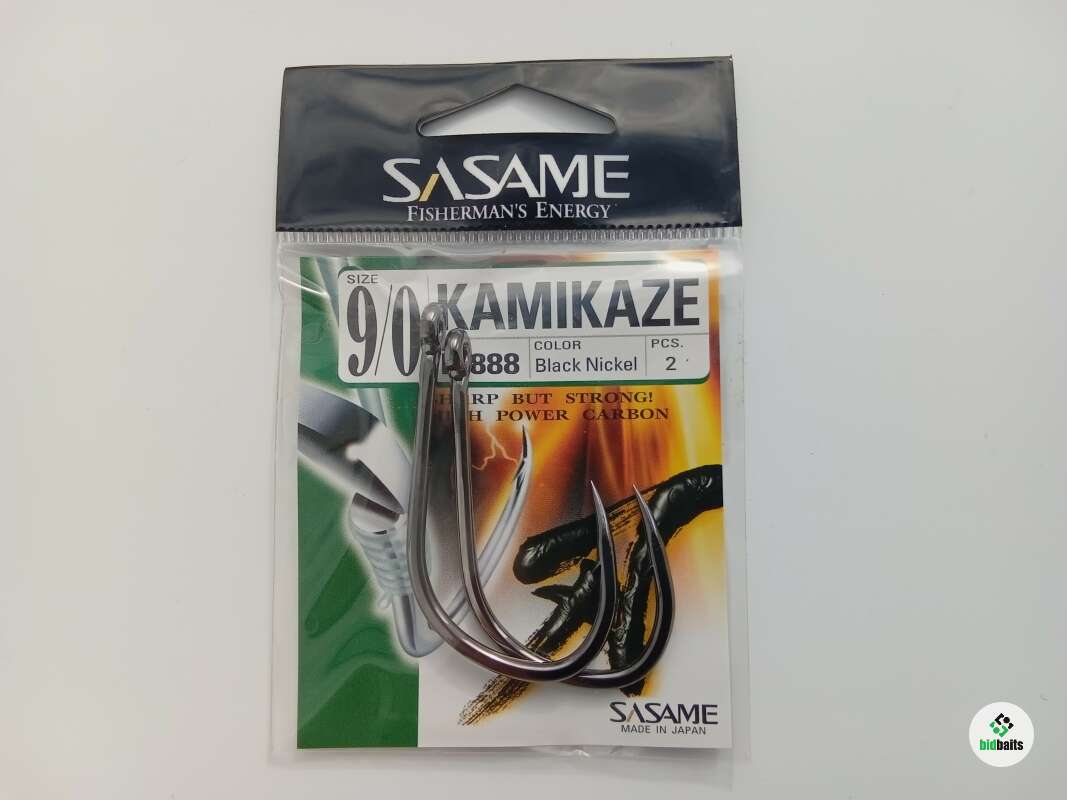 SASAME
FISHERMAN'S ENERGY
SIZE
9/0
KAMIKAZE
888
COLOR
Black Nickel
PCS.
2
BUT STRONG!
POWER CARBON
SASAME
MADE IN JAPAN
bidbaits